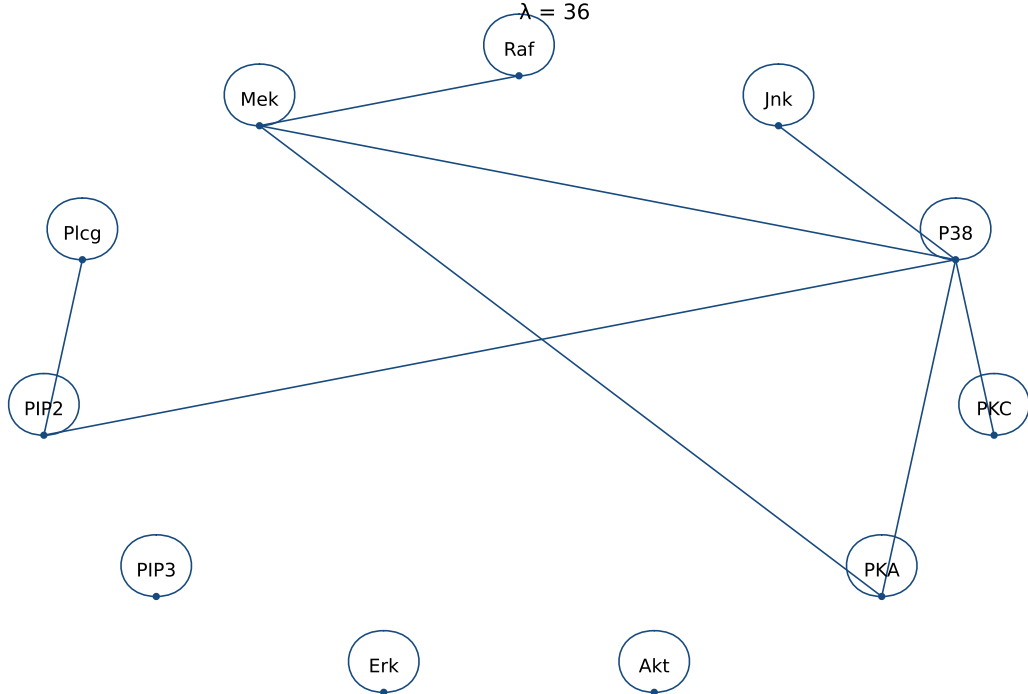 λ = 36
Raf
Mek
Jnk
Plcg
P38
PIP2
PKC
PIP3
PKA
Erk
Akt